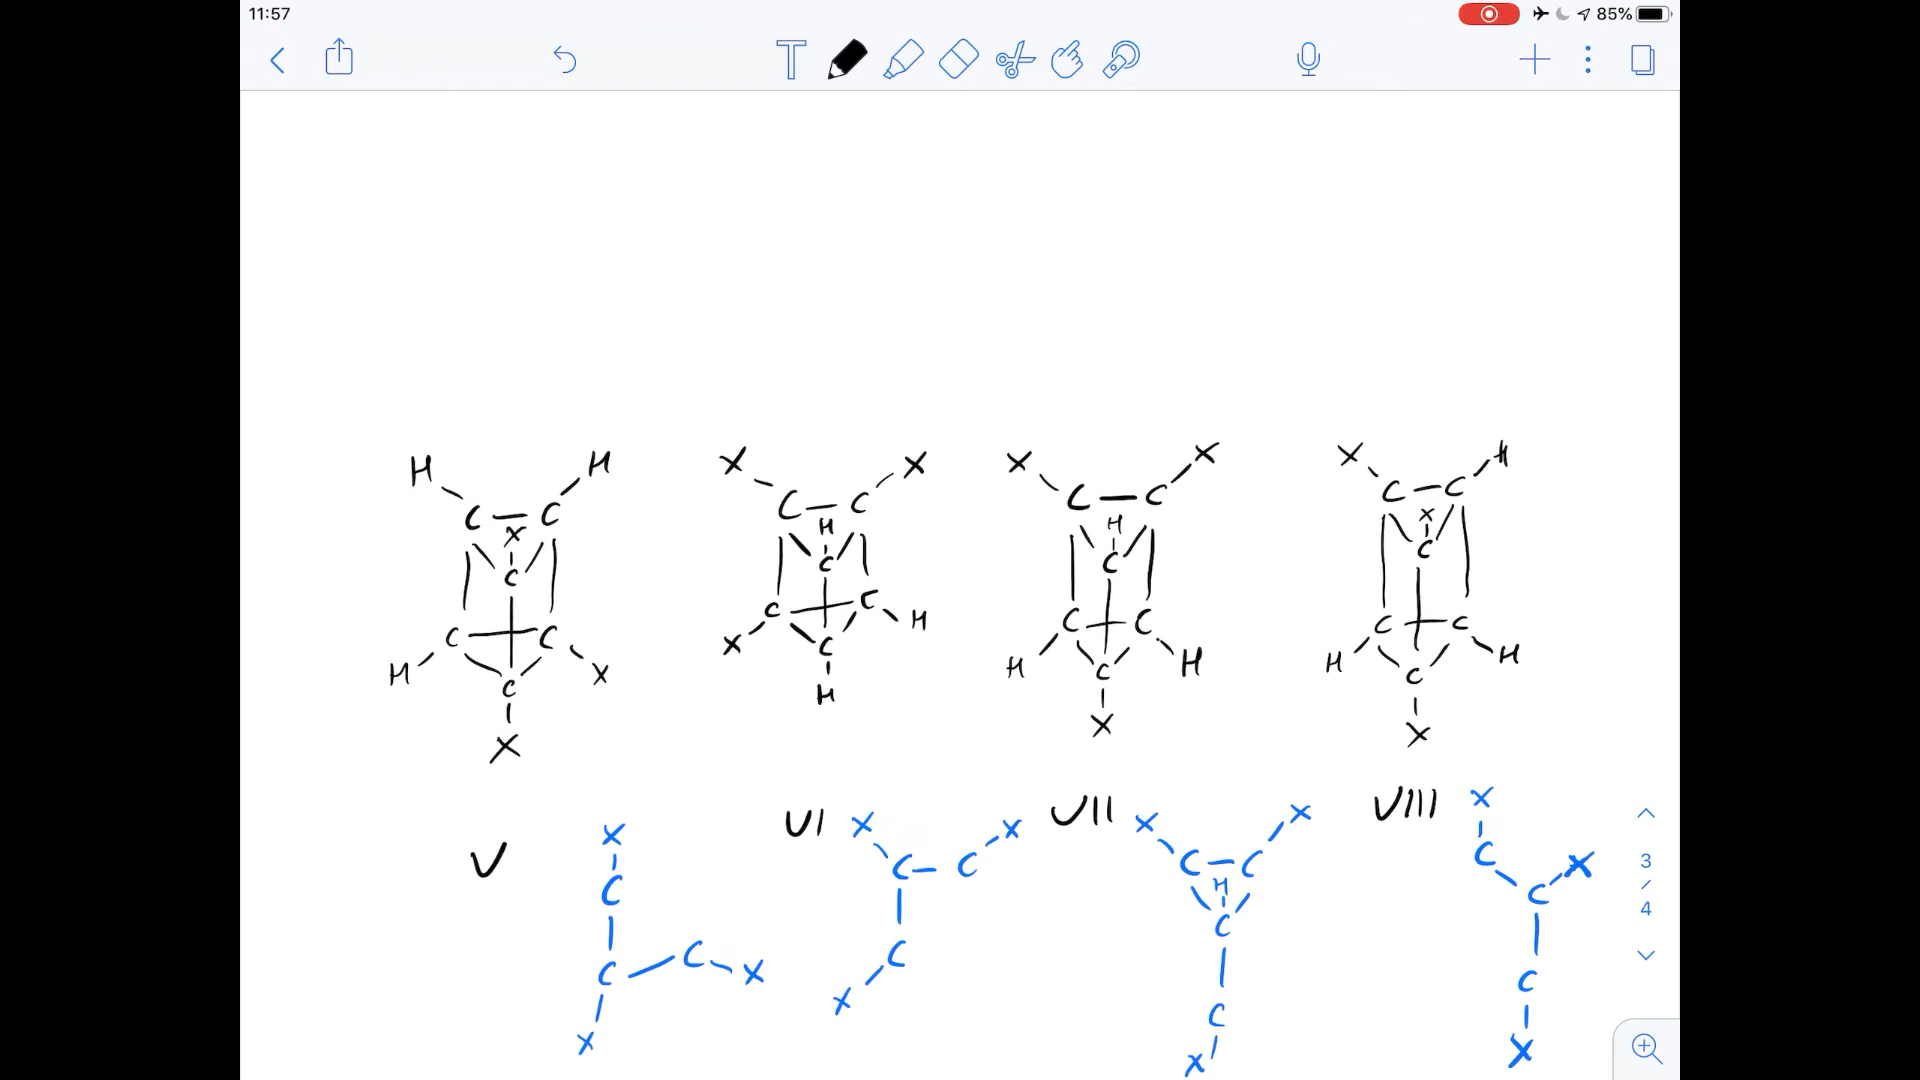 11:57
85%
T
H H X X X X X H
C C C C C C C C
X H H X
C C C C
C C C C C C C C
H X X H H H H H
C C C C
X H X X
V VI VII VIII
X X X X X X
C C C C C C C X
H C
C C C C C
X X X C C
X X X
3
/
4